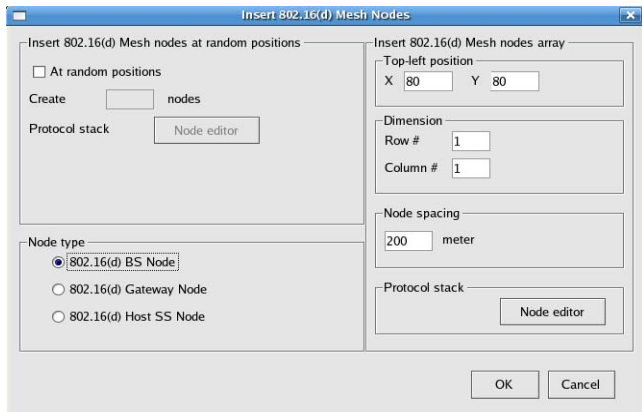 Insert 802.16(d) Mesh Nodes
Insert 802.16(d) Mesh nodes at random positions
At random positions
Create nodes
Protocol stack Node editor
Node type
802.16(d) BS Node
802.16(d) Gateway Node
802.16(d) Host SS Node
Insert 802.16(d) Mesh nodes array
Top-left position
X 80 Y 80
Dimension
Row # 1
Column # 1
Node spacing
200 meter
Protocol stack
Node editor
OK Cancel